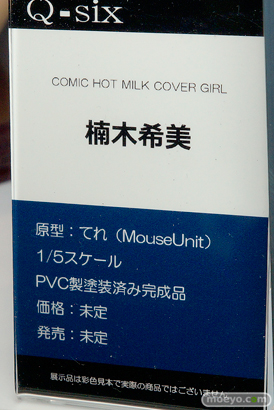 Q-six
COMIC HOT MILK COVER GIRL
楠木希美
原型：てれ（MouseUnit）
1/5スケール
PVC製塗装済み完成品
価格：未定
発売：未定
展示品は彩色見本で実際の商品ではございません。
moeyo.com